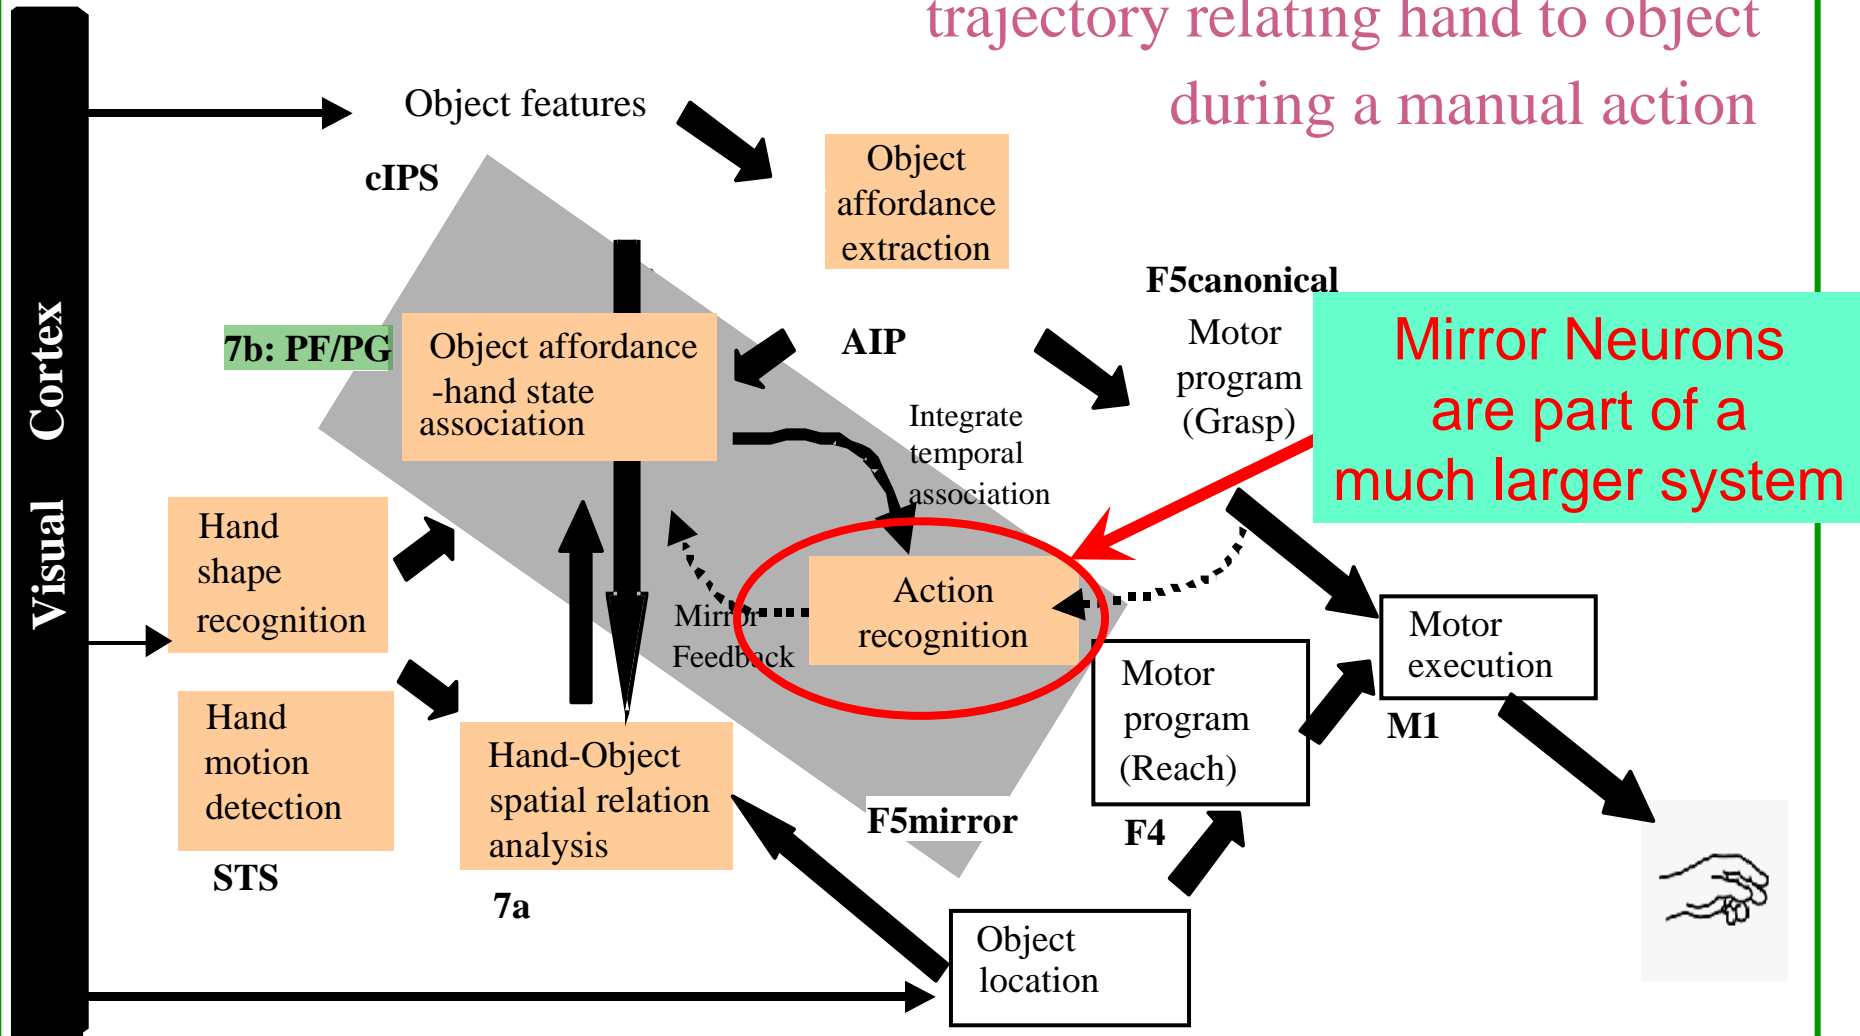 trajectory relating hand to object
during a manual action
Visual Cortex
Object features
cIPS
Object
affordance
extraction
F5canonical
Motor
program
(Grasp)
Mirror Neurons
are part of a
much larger system
7b: PF/PG
Object affordance
-hand state
association
AIP
Integrate
temporal
association
Hand
shape
recognition
Mirror
Feedback
Action
recognition
Motor
execution
M1
Motor
program
(Reach)
F4
Hand
motion
detection
STS
Hand-Object
spatial relation
analysis
7a
F5mirror
Object
location